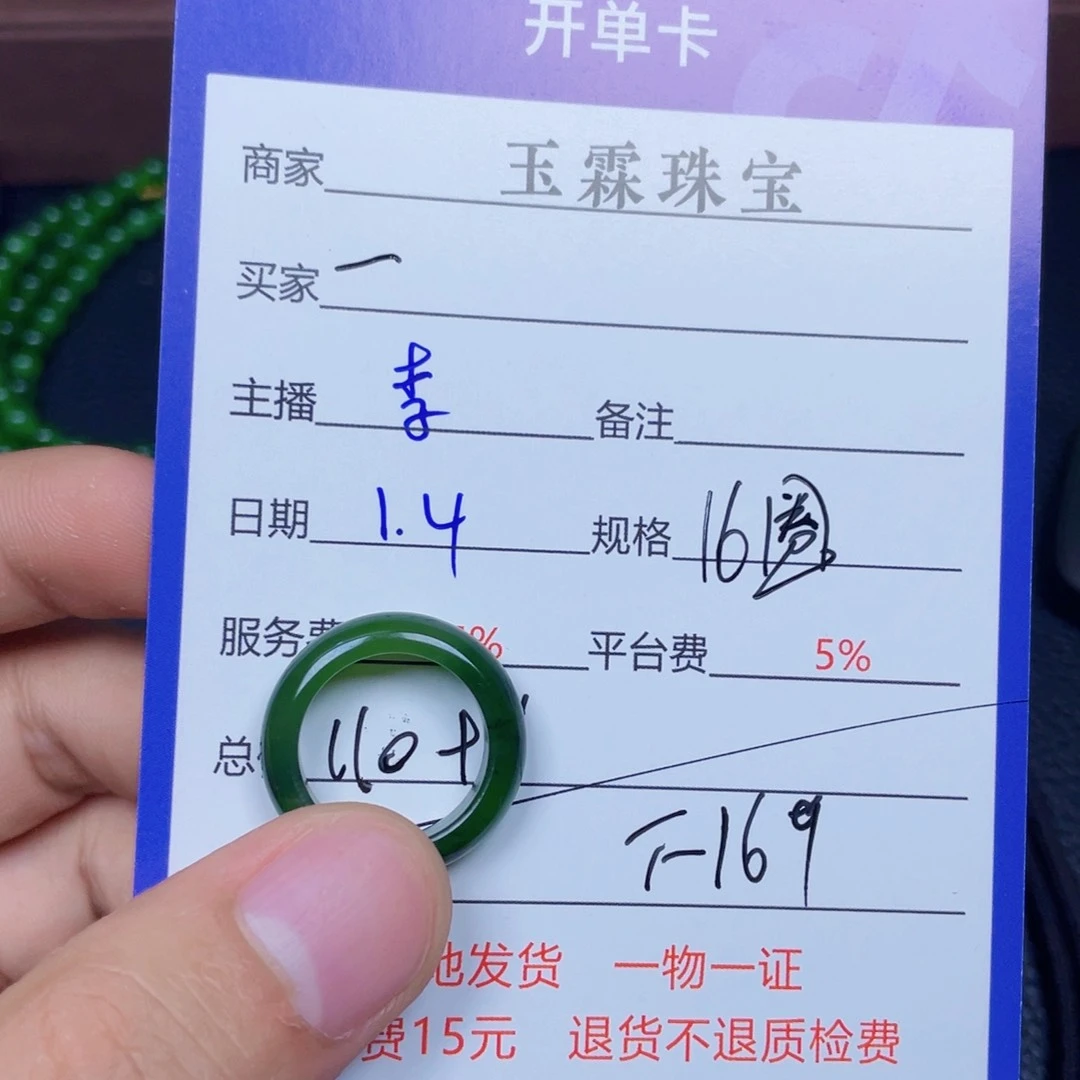 开单卡
商家 玉霖珠宝
买家 一
主播 李 备注
日期 1.4 规格 16圈
服务费 % 平台费 5%
总 110+
T-169
地发货 一物一证
费15元 退货不退质检费